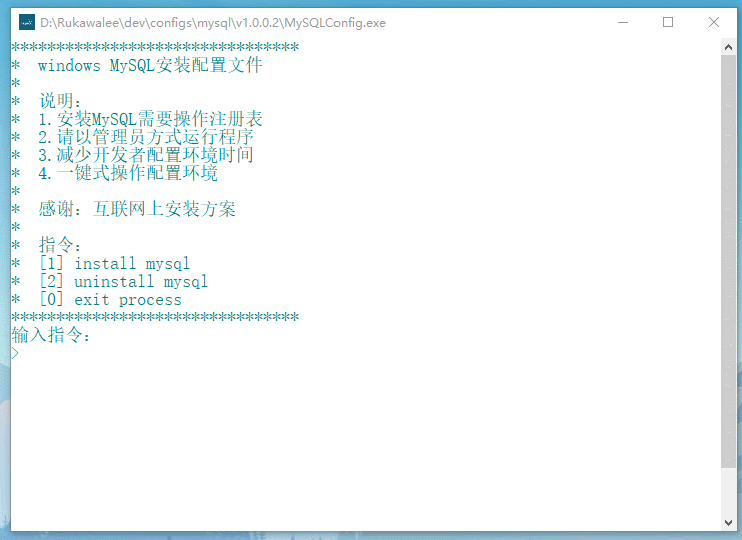 D:\Rukawalee\dev\configs\mysql\v1.0.0.2\MySQLConfig.exe
********************************
*  windows MySQL安装配置文件
*
*  说明：
*  1.安装MySQL需要操作注册表
*  2.请以管理员方式运行程序
*  3.减少开发者配置环境时间
*  4.一键式操作配置环境
*
*  感谢：互联网上安装方案
*
*  指令：
*  [1] install mysql
*  [2] uninstall mysql
*  [0] exit process
********************************
输入指令：
>